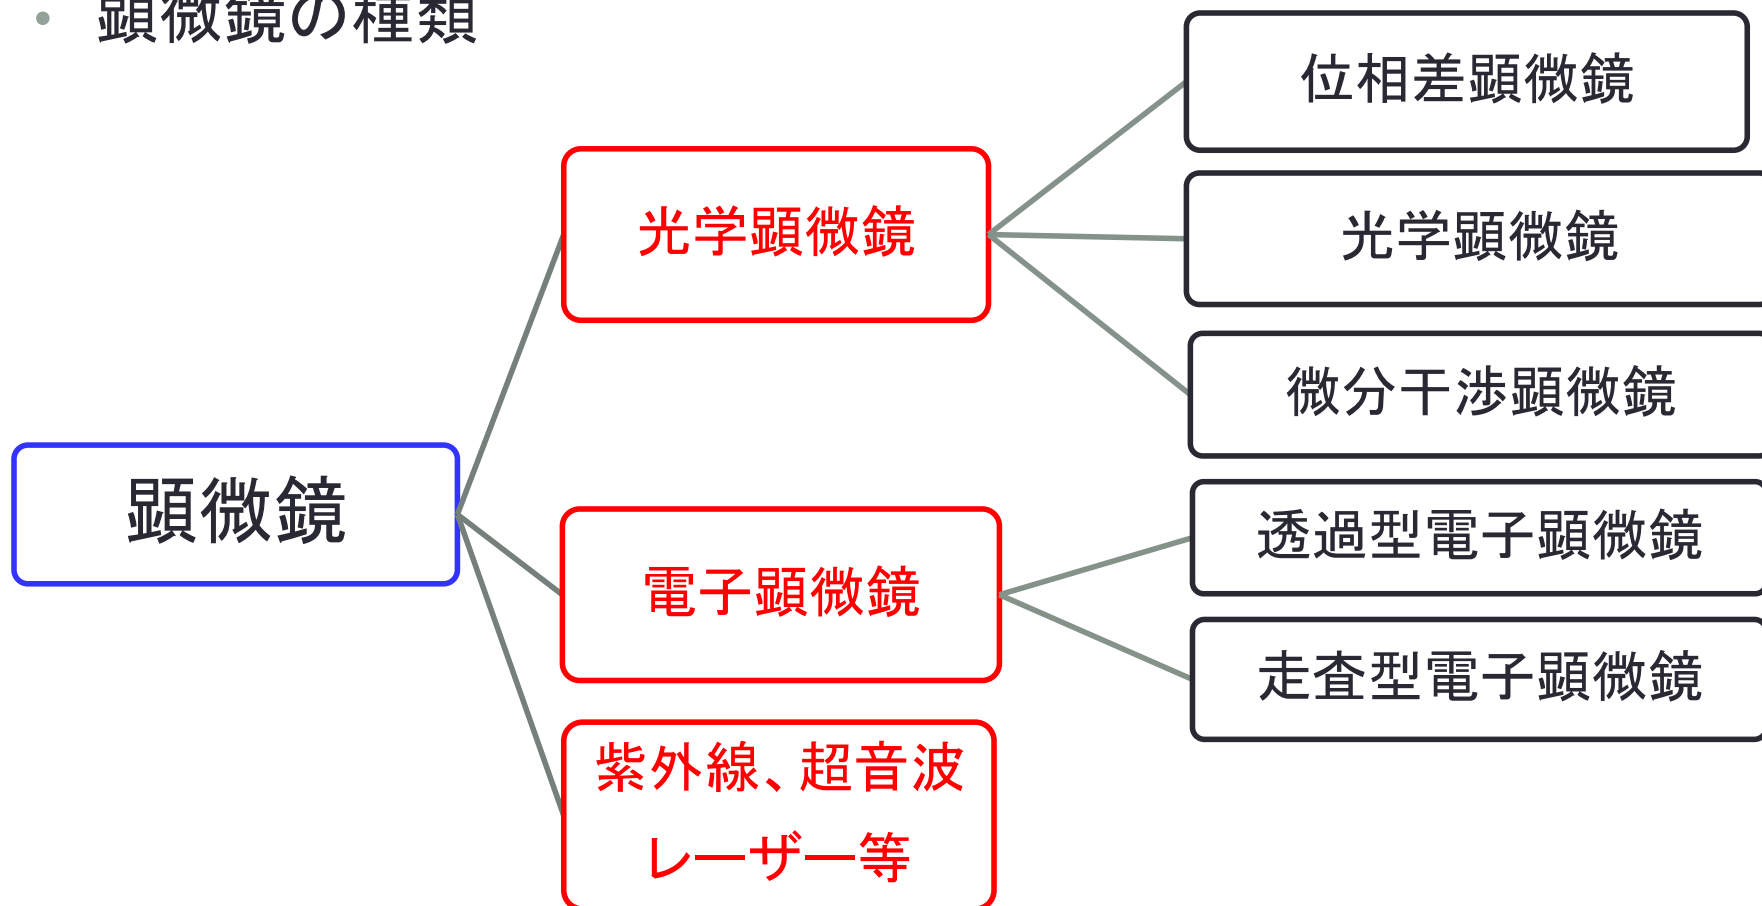 • 顕微鏡の種類
位相差顕微鏡
光学顕微鏡
光学顕微鏡
微分干渉顕微鏡
顕微鏡
透過型電子顕微鏡
電子顕微鏡
走査型電子顕微鏡
紫外線、超音波
レーザー等